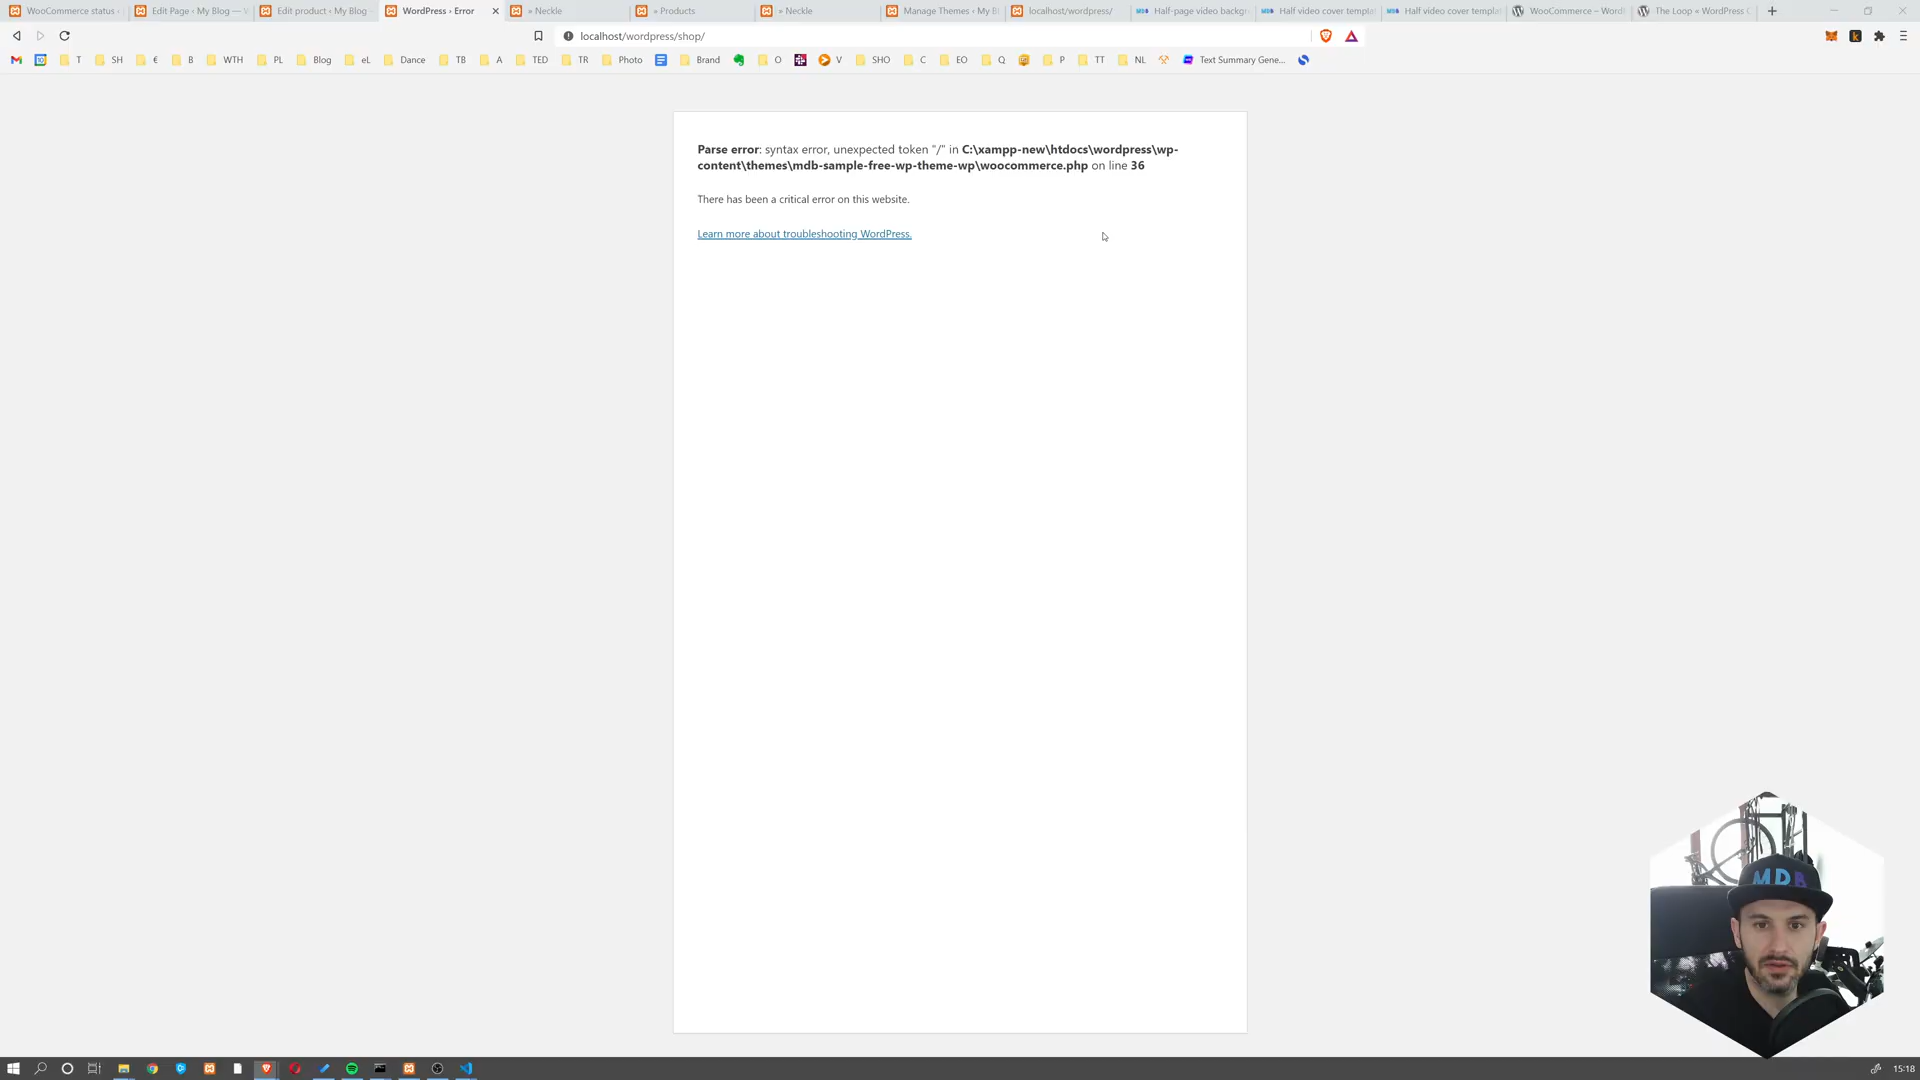 WooCommerce status ‹
Edit Page ‹ My Blog — W
Edit product ‹ My Blog
WordPress › Error
» Neckle
» Products
» Neckle
Manage Themes ‹ My B
localhost/wordpress/
Half-page video backgr
Half video cover templat
Half video cover templat
WooCommerce – Word
The Loop « WordPress C
localhost/wordpress/shop/
T
SH
€
B
WTH
PL
Blog
eL
Dance
TB
A
TED
TR
Photo
Brand
O
V
SHO
C
EO
Q
P
TT
NL
Text Summary Gene...
Parse error: syntax error, unexpected token "/" in C:\xampp-new\htdocs\wordpress\wp-
content\themes\mdb-sample-free-wp-theme-wp\woocommerce.php on line 36
There has been a critical error on this website.
Learn more about troubleshooting WordPress.
MDB
15:18